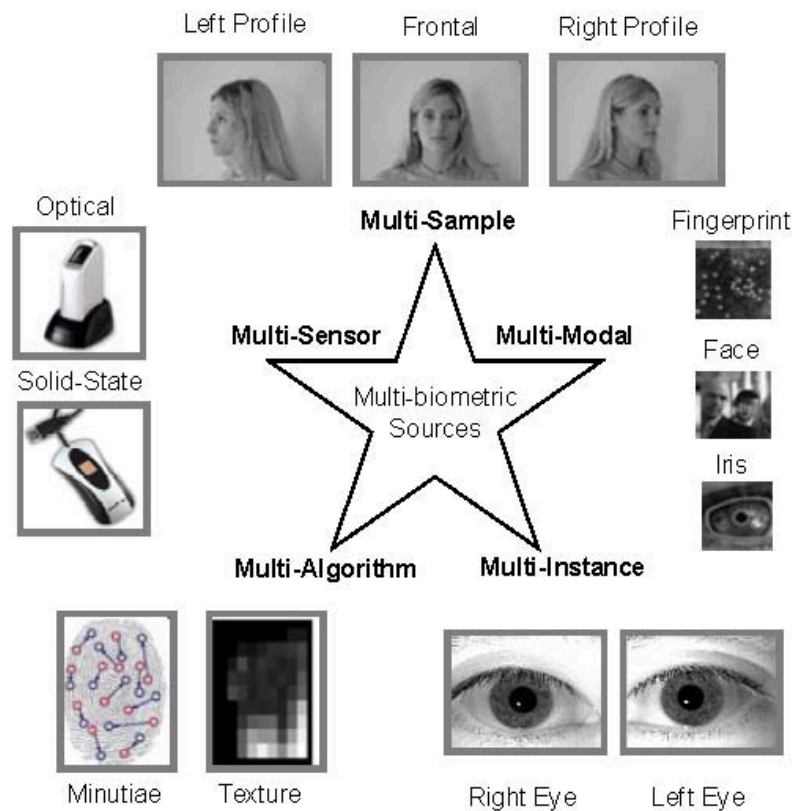 Left Profile
Frontal
Right Profile
Optical
Multi-Sample
Fingerprint
Multi-Sensor
Multi-Modal
Face
Solid-State
Multi-biometric
Sources
Iris
Multi-Algorithm
Multi-Instance
Minutiae
Texture
Right Eye
Left Eye